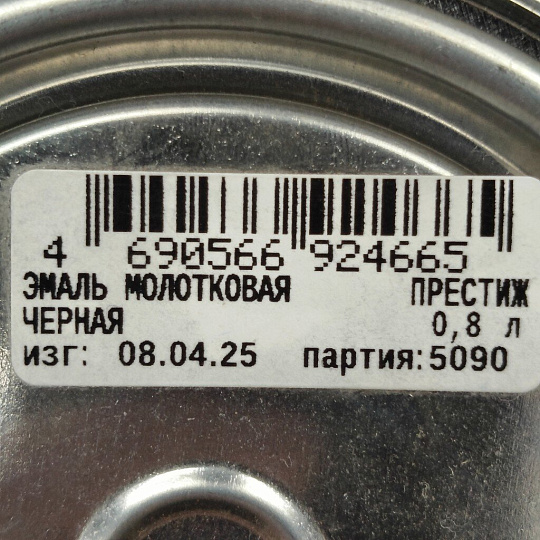 4 690566 924665
ЭМАЛЬ МОЛОТКОВАЯ ПРЕСТИЖ
ЧЕРНАЯ 0,8 л
изг: 08.04.25 партия:5090